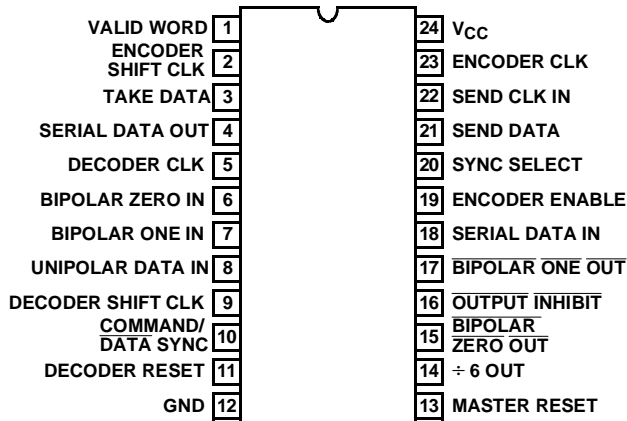 VALID WORD 1
ENCODER
SHIFT CLK 2
TAKE DATA 3
SERIAL DATA OUT 4
DECODER CLK 5
BIPOLAR ZERO IN 6
BIPOLAR ONE IN 7
UNIPOLAR DATA IN 8
DECODER SHIFT CLK 9
COMMAND/
DATA SYNC 10
DECODER RESET 11
GND 12
24 VCC
23 ENCODER CLK
22 SEND CLK IN
21 SEND DATA
20 SYNC SELECT
19 ENCODER ENABLE
18 SERIAL DATA IN
17 BIPOLAR ONE OUT
16 OUTPUT INHIBIT
15 BIPOLAR
ZERO OUT
14 ÷ 6 OUT
13 MASTER RESET